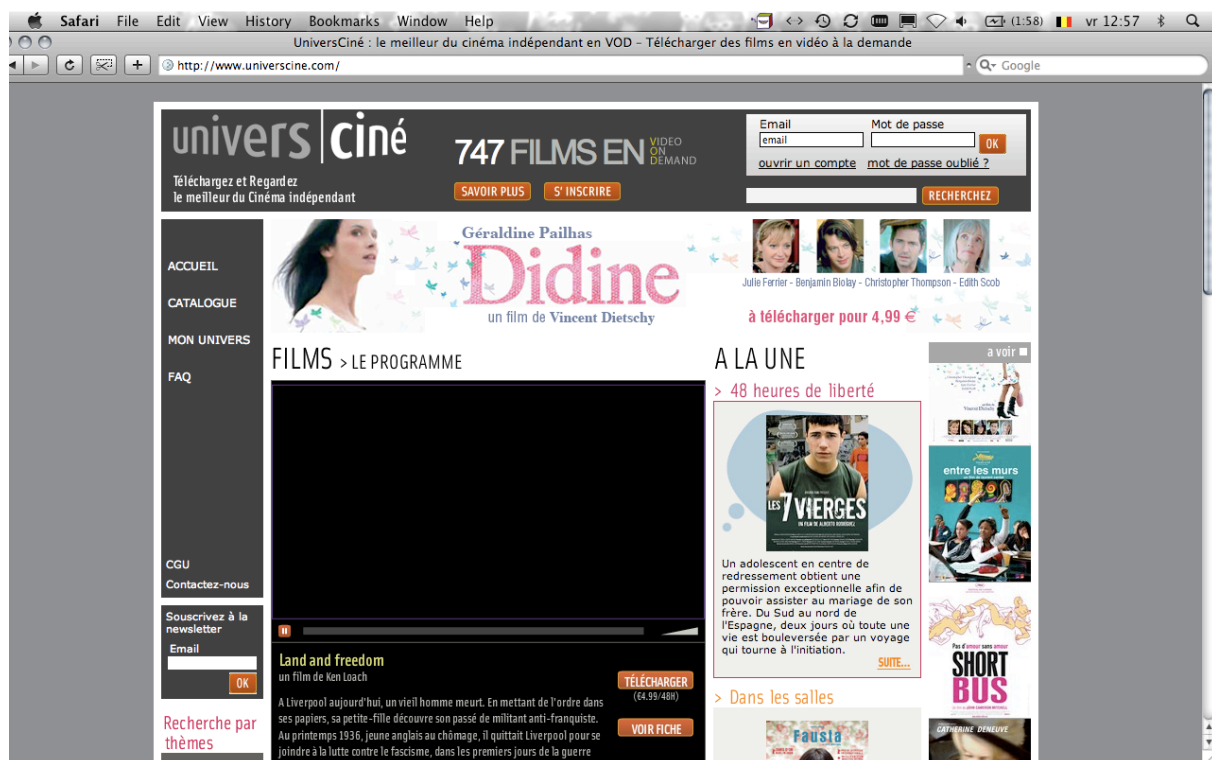 Safari File Edit View History Bookmarks Window Help (1:58) vr 12:57
UniversCiné : le meilleur du cinéma indépendant en VOD – Télécharger des films en vidéo à la demande
http://www.universcine.com/
Google
univers ciné
Téléchargez et Regardez
le meilleur du Cinéma indépendant
747 FILMS EN VIDEO ON DEMAND
SAVOIR PLUS S' INSCRIRE
Email Mot de passe
email OK
ouvrir un compte mot de passe oublié ?
RECHERCHEZ
ACCUEIL
CATALOGUE
MON UNIVERS
FAQ
CGU
Contactez-nous
Souscrivez à la
newsletter
Email
OK
Recherche par
thèmes
Géraldine Pailhas
Didine
un film de Vincent Dietschy
Julie Ferrier - Benjamin Biolay - Christopher Thompson - Edith Scob
à télécharger pour 4,99 €
FILMS > LE PROGRAMME
Land and freedom
un film de Ken Loach
TÉLÉCHARGER
(€4.99/48H)
VOIR FICHE
A Liverpool aujourd'hui, un vieil homme meurt. En mettant de l'ordre dans
ses papiers, sa petite-fille découvre son passé de militant anti-franquiste.
Au printemps 1936, jeune anglais au chômage, il quittait Liverpool pour se
joindre à la lutte contre le fascisme, dans les premiers jours de la guerre
A LA UNE
> 48 heures de liberté
LES 7 VIERGES
UN FILM DE ALBERTO RODRIGUEZ
Un adolescent en centre de
redressement obtient une
permission exceptionnelle afin de
pouvoir assister au mariage de son
frère. Du Sud au nord de
l'Espagne, deux jours où toute une
vie est bouleversée par un voyage
qui tourne à l'initiation.
SUITE...
> Dans les salles
Fausta
a voir
Vincent Dietschy
entre les murs
Pas d'amour sans amour
SHORT
BUS
CATHERINE DENEUVE